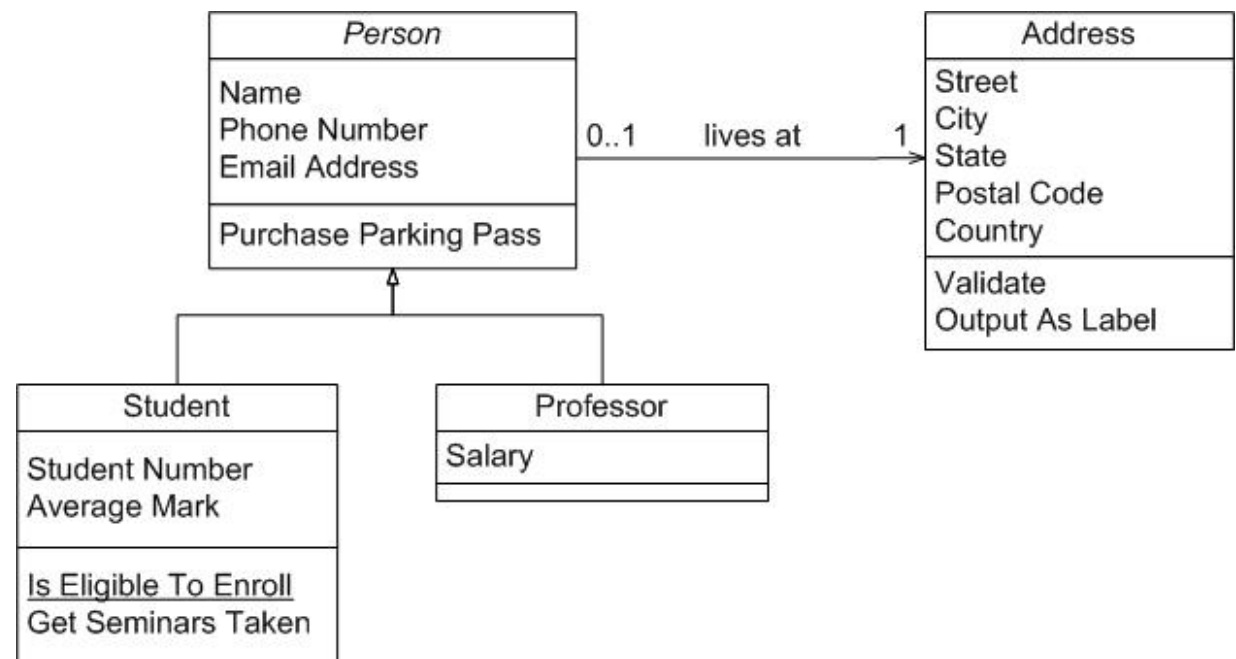 Person
Name
Phone Number
Email Address
Purchase Parking Pass
0..1 lives at 1
Address
Street
City
State
Postal Code
Country
Validate
Output As Label
Student
Student Number
Average Mark
Is Eligible To Enroll
Get Seminars Taken
Professor
Salary